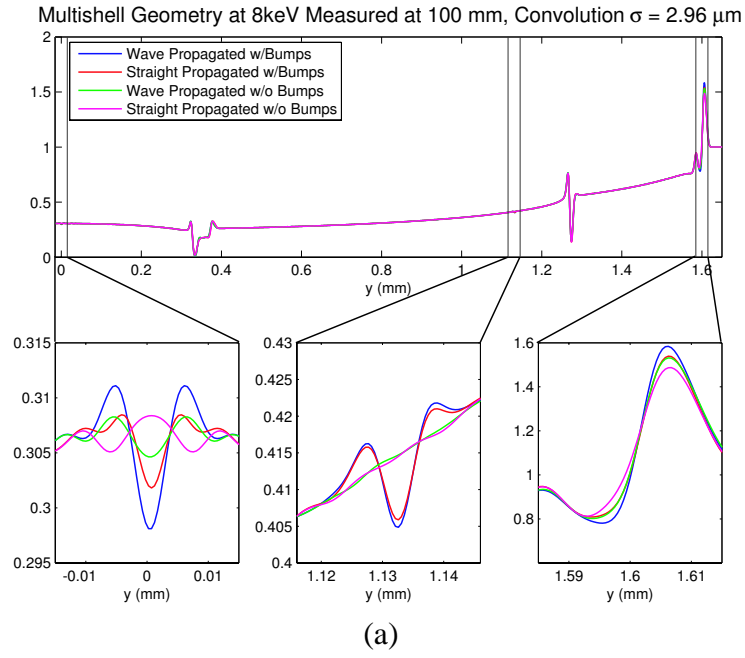 Multishell Geometry at 8keV Measured at 100 mm, Convolution σ = 2.96 μm
2
1.5
1
0.5
0
Wave Propagated w/Bumps
Straight Propagated w/Bumps
Wave Propagated w/o Bumps
Straight Propagated w/o Bumps
0 0.2 0.4 0.6 0.8 1 1.2 1.4 1.6
y (mm) y (mm) y (mm)
0.315
0.31
0.305
0.3
0.295
-0.01 0 0.01
y (mm)
0.43
0.425
0.42
0.415
0.41
0.405
0.4
1.12 1.13 1.14
y (mm)
1.6
1.4
1.2
1
0.8
1.59 1.6 1.61
y (mm)
(a)